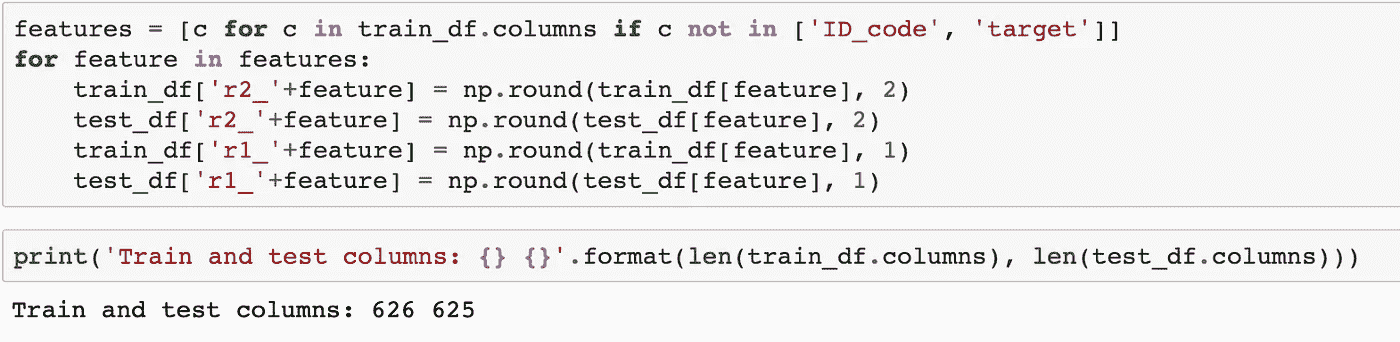 features = [c for c in train_df.columns if c not in ['ID_code', 'target']]
for feature in features:
    train_df['r2_'+feature] = np.round(train_df[feature], 2)
    test_df['r2_'+feature] = np.round(test_df[feature], 2)
    train_df['r1_'+feature] = np.round(train_df[feature], 1)
    test_df['r1_'+feature] = np.round(test_df[feature], 1)
print('Train and test columns: {} {}'.format(len(train_df.columns), len(test_df.columns)))
Train and test columns: 626 625